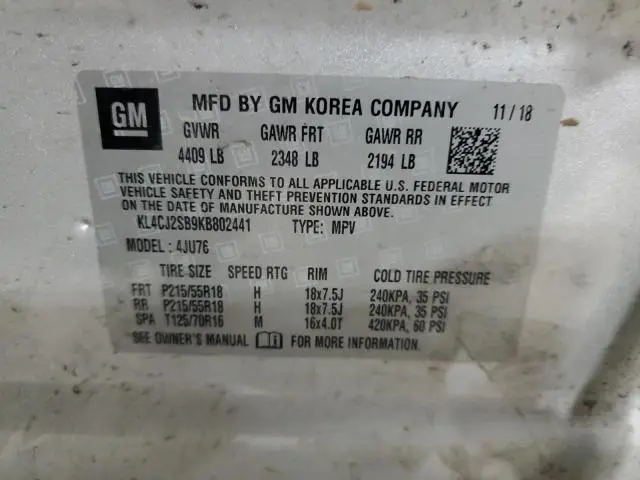 GM
MFD BY GM KOREA COMPANY 11/18
GVWR GAWR FRT GAWR RR
4409 LB 2348 LB 2194 LB
THIS VEHICLE CONFORMS TO ALL APPLICABLE U.S. FEDERAL MOTOR
VEHICLE SAFETY AND THEFT PREVENTION STANDARDS IN EFFECT
ON THE DATE OF MANUFACTURE SHOWN ABOVE.
KL4CJ2SB9KB802441 TYPE: MPV
MODEL: 4JU76
TIRE SIZE SPEED RTG RIM COLD TIRE PRESSURE
FRT P215/55R18 H 18x7.5J 240KPA, 35 PSI
RR P215/55R18 H 18x7.5J 240KPA, 35 PSI
SPA T125/70R16 M 16x4.0T 420KPA, 60 PSI
SEE OWNER'S MANUAL FOR MORE INFORMATION.